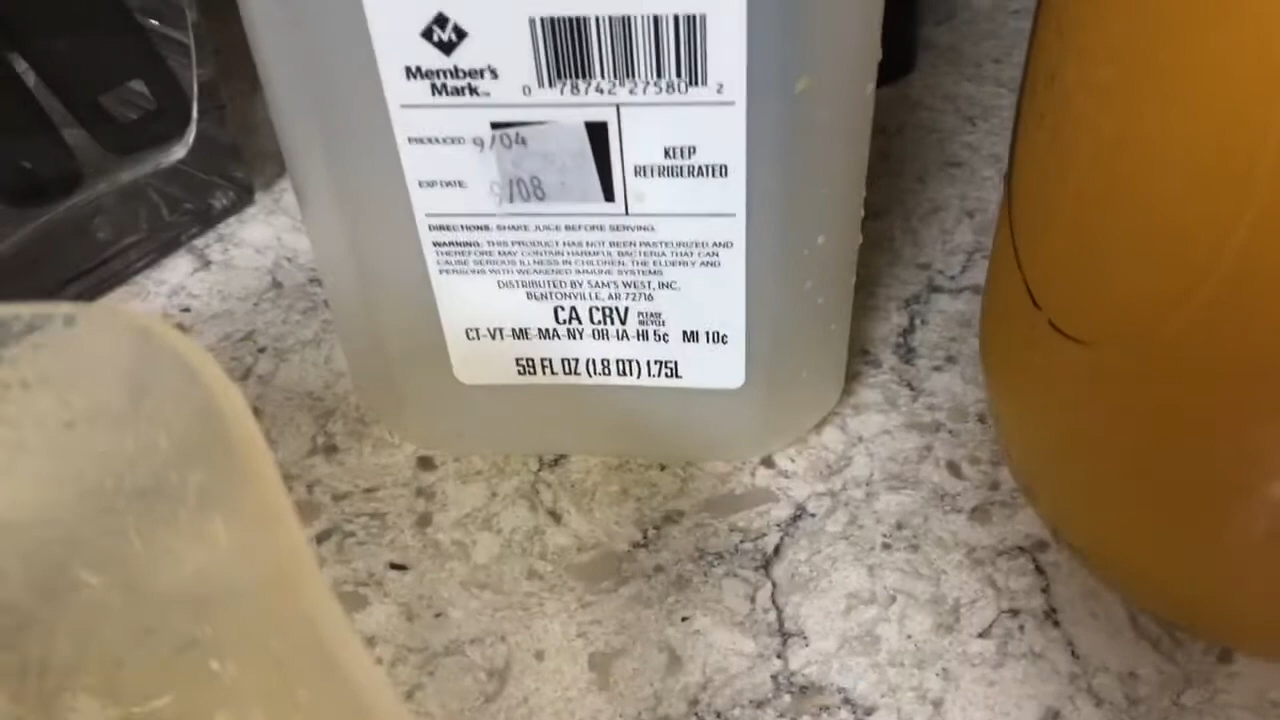 Member's
Mark™
0 78742 27580 2
PRODUCED 9/04
EXP DATE: 9/08
KEEP
REFRIGERATED
DIRECTIONS: SHAKE JUICE BEFORE SERVING.
WARNING: THIS PRODUCT HAS NOT BEEN PASTEURIZED AND
THEREFORE MAY CONTAIN HARMFUL BACTERIA THAT CAN
CAUSE SERIOUS ILLNESS IN CHILDREN, THE ELDERLY AND
PERSONS WITH WEAKENED IMMUNE SYSTEMS.
DISTRIBUTED BY SAM'S WEST, INC.
BENTONVILLE, AR 72716
CA CRV PLEASE RECYCLE
CT-VT-ME-MA-NY-OR-IA-HI 5¢ MI 10¢
59 FL OZ (1.8 QT) 1.75L